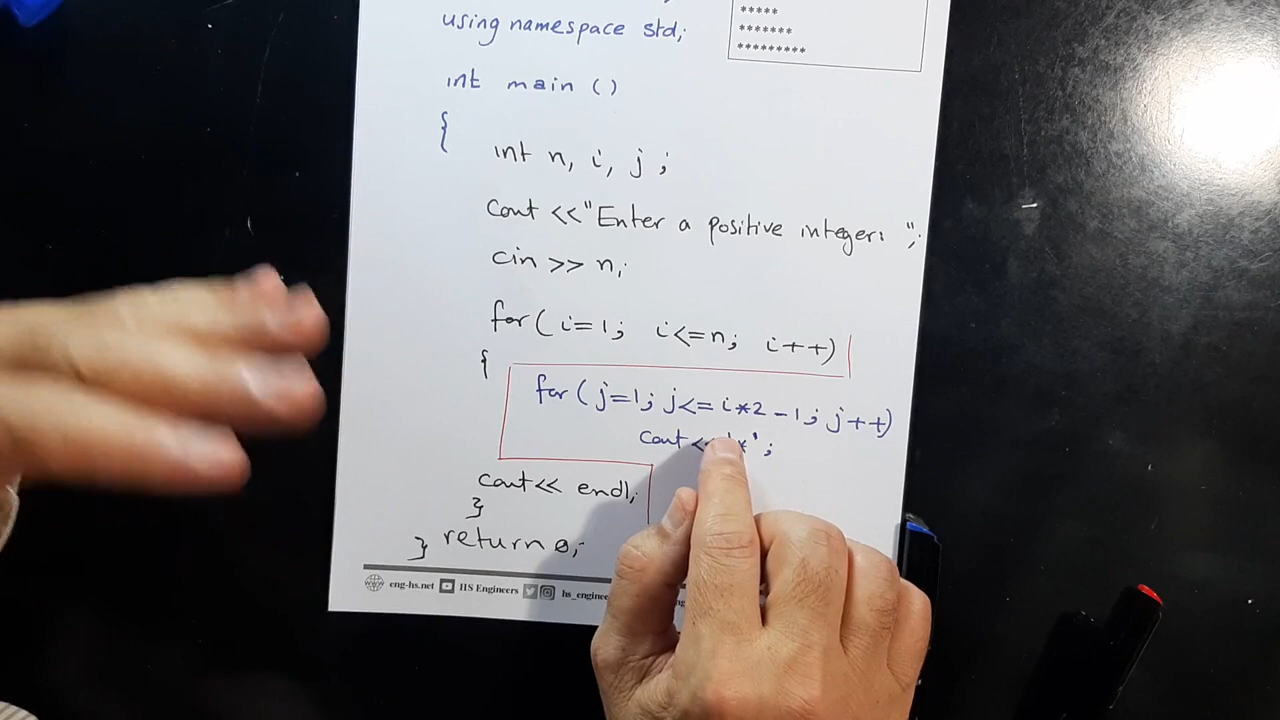 using namespace std;
*****
*******
*********
int main ()
{
int n, i, j ;
Cout <<"Enter a positive integer: ";
cin >> n;
for( i=1; i<=n; i++)
{
for( j=1; j<=i*2-1; j++)
Cout<<'*';
cout<< endl;
}
return 0;
}
eng-hs.net HS Engineers